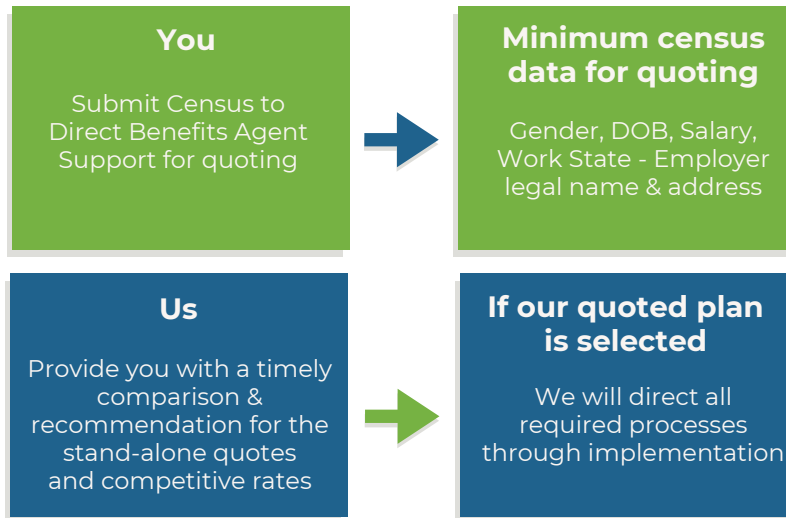 You
Submit Census to
Direct Benefits Agent
Support for quoting
Minimum census
data for quoting
Gender, DOB, Salary,
Work State - Employer
legal name & address
Us
Provide you with a timely
comparison &
recommendation for the
stand-alone quotes
and competitive rates
If our quoted plan
is selected
We will direct all
required processes
through implementation